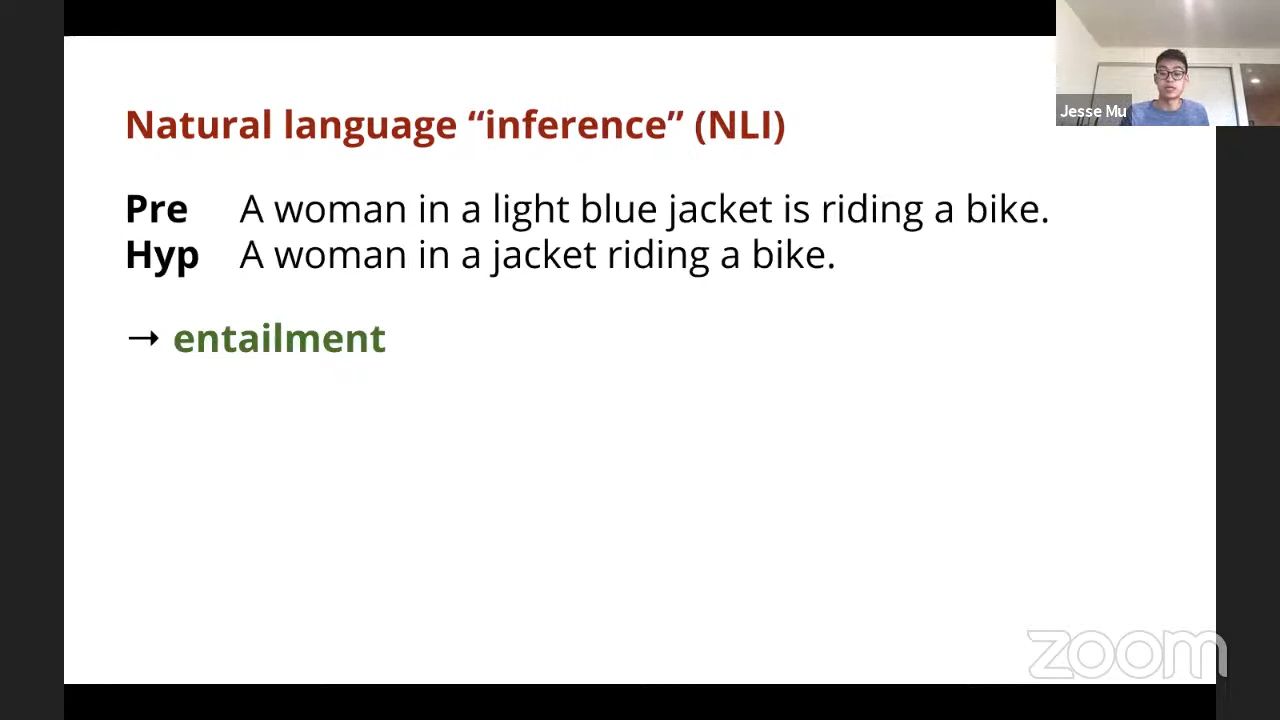 Natural language “inference” (NLI)
Pre A woman in a light blue jacket is riding a bike.
Hyp A woman in a jacket riding a bike.
→ entailment
Jesse Mu
zoom